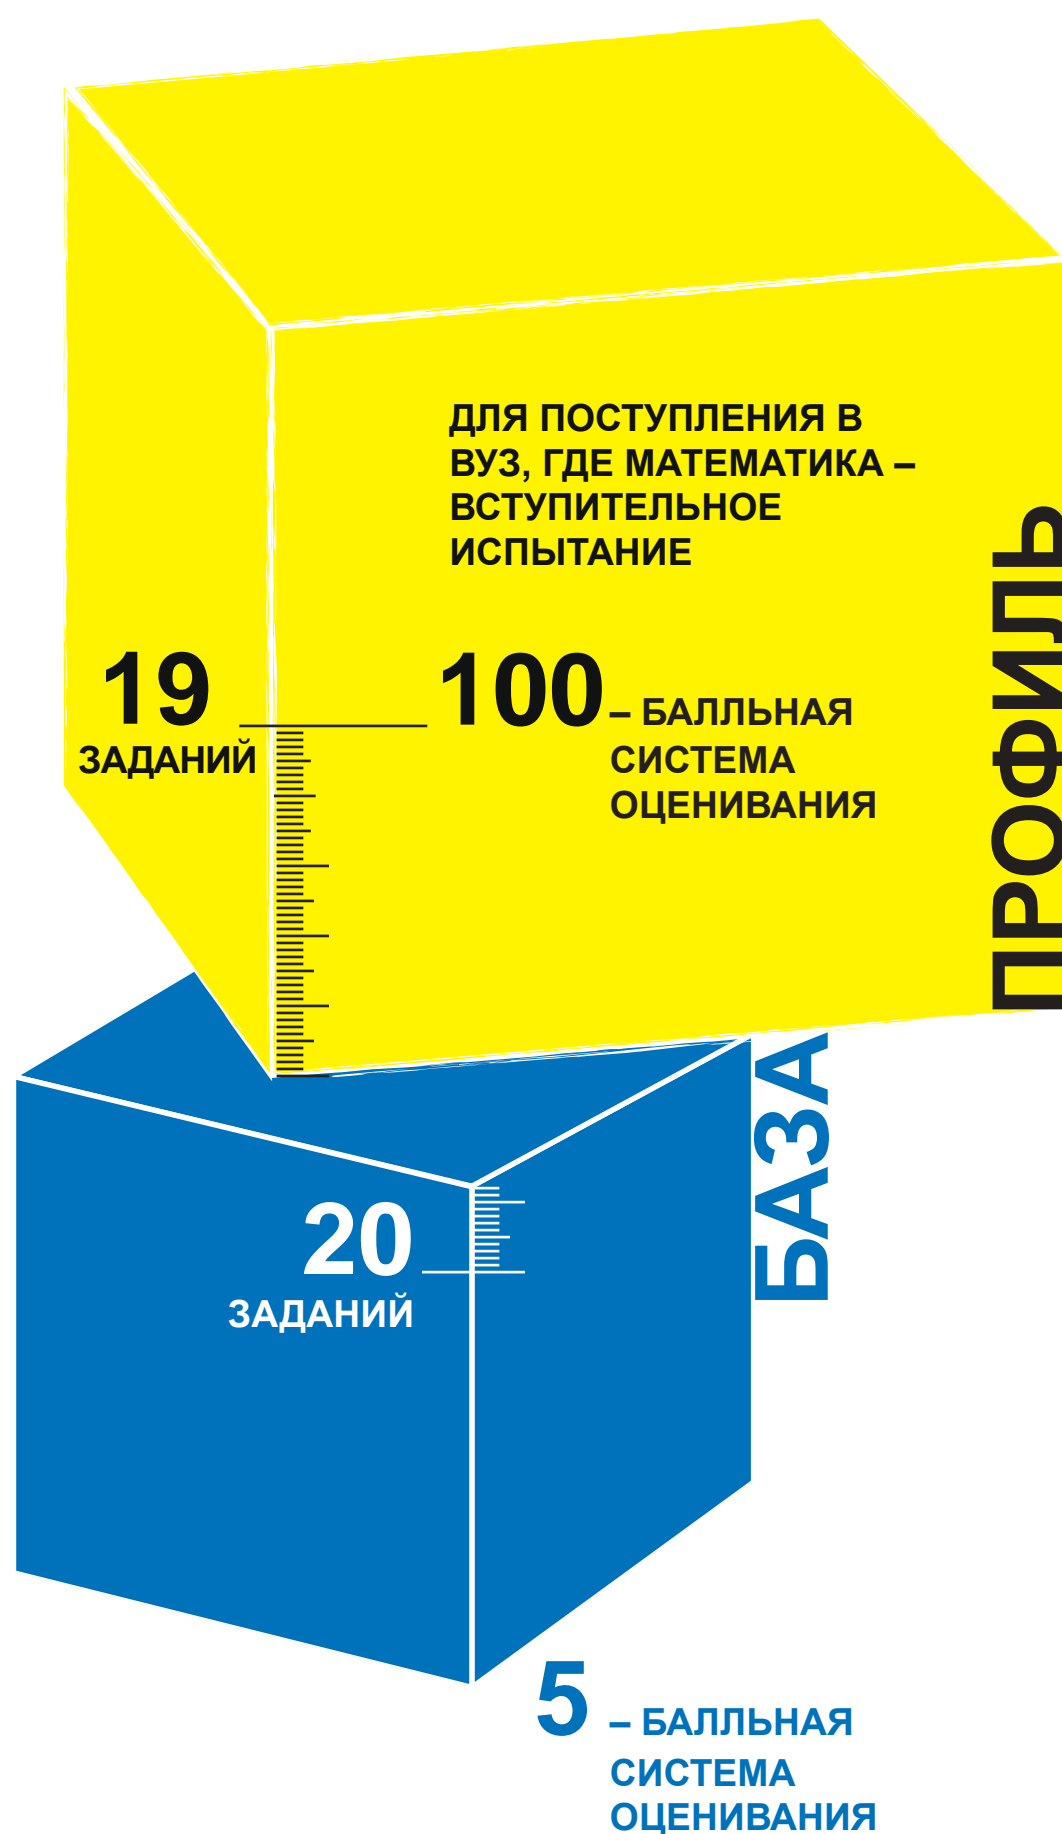 ДЛЯ ПОСТУПЛЕНИЯ В
ВУЗ, ГДЕ МАТЕМАТИКА –
ВСТУПИТЕЛЬНОЕ
ИСПЫТАНИЕ
ПРОФИЛЬ
19
ЗАДАНИЙ
100 – БАЛЛЬНАЯ
СИСТЕМА
ОЦЕНИВАНИЯ
БАЗА
20
ЗАДАНИЙ
5 – БАЛЛЬНАЯ
СИСТЕМА
ОЦЕНИВАНИЯ